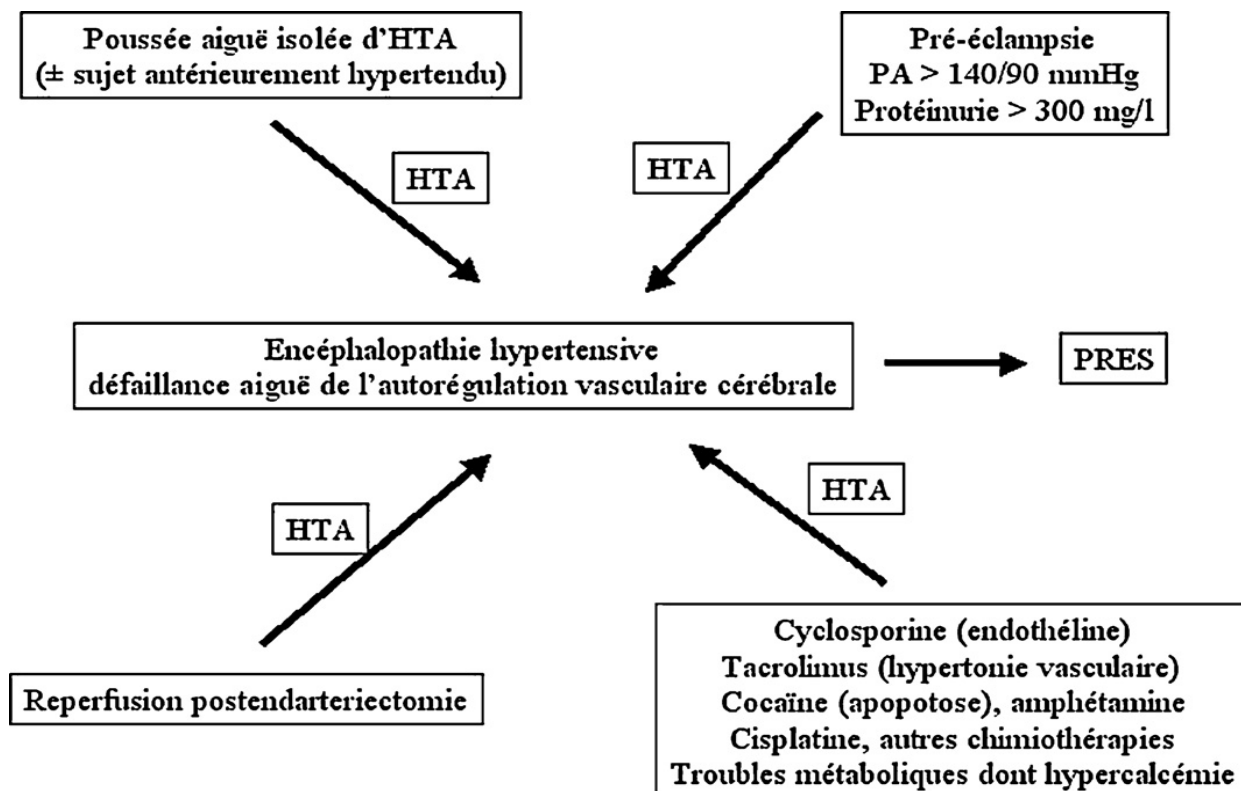 Poussée aiguë isolée d'HTA
(± sujet antérieurement hypertendu)
Pré-éclampsie
PA > 140/90 mmHg
Protéinurie > 300 mg/l
HTA
HTA
Encéphalopathie hypertensive
défaillance aiguë de l'autorégulation vasculaire cérébrale
PRES
HTA
HTA
Reperfusion postendarteriectomie
Cyclosporine (endothéline)
Tacrolimus (hypertonie vasculaire)
Cocaïne (apopotose), amphétamine
Cisplatine, autres chimiothérapies
Troubles métaboliques dont hypercalcémie